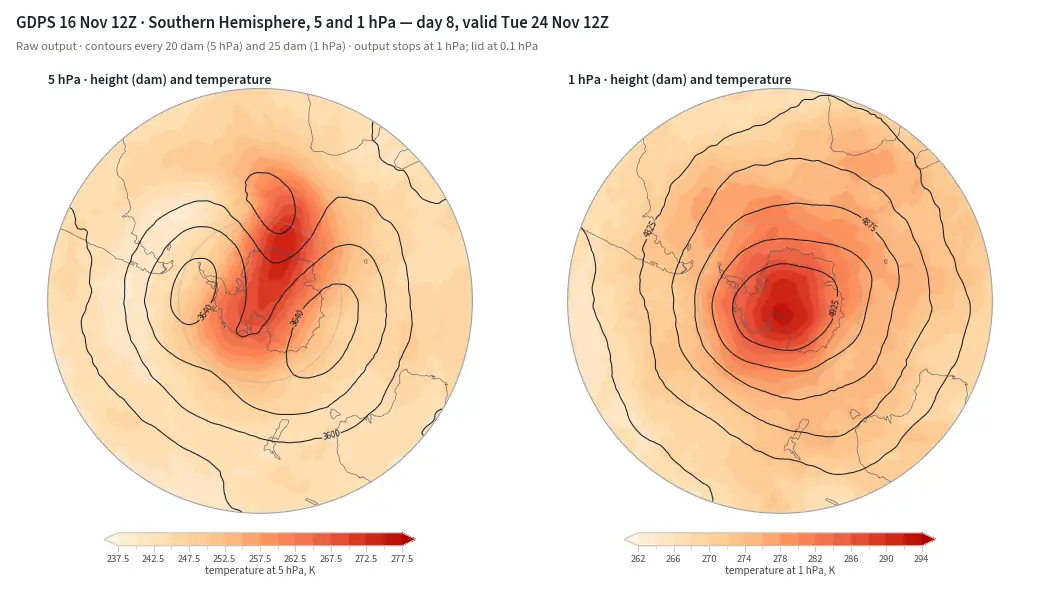 GDPS 16 Nov 12Z · Southern Hemisphere, 5 and 1 hPa — day 8, valid Tue 24 Nov 12Z
Raw output · contours every 20 dam (5 hPa) and 25 dam (1 hPa) · output stops at 1 hPa; lid at 0.1 hPa
5 hPa · height (dam) and temperature
1 hPa · height (dam) and temperature
3640
3640
3600
4825
4875
4925
237.5 242.5 247.5 252.5 257.5 262.5 267.5 272.5 277.5
temperature at 5 hPa, K
262 266 270 274 278 282 286 290 294
temperature at 1 hPa, K